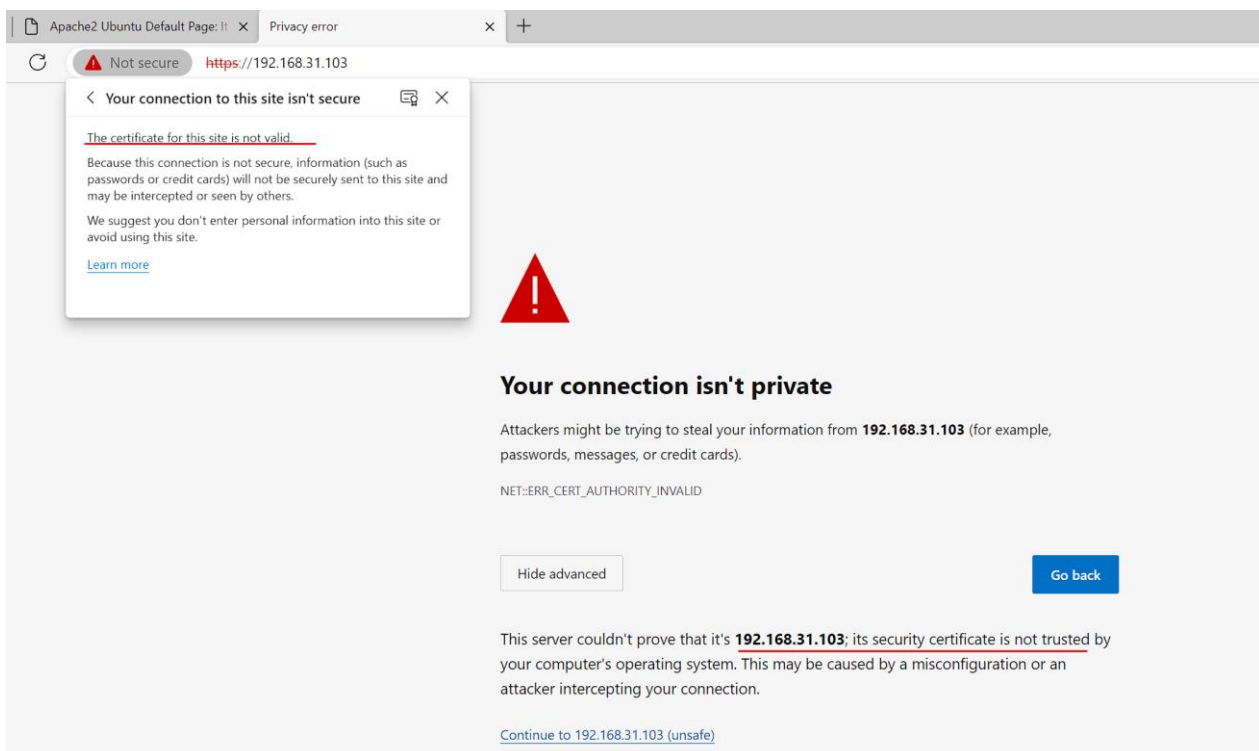 Apache2 Ubuntu Default Page: It
Privacy error
Not secure
https://192.168.31.103
Your connection to this site isn't secure
The certificate for this site is not valid.
Because this connection is not secure, information (such as
passwords or credit cards) will not be securely sent to this site and
may be intercepted or seen by others.
We suggest you don't enter personal information into this site or
avoid using this site.
Learn more
Your connection isn't private
Attackers might be trying to steal your information from 192.168.31.103 (for example,
passwords, messages, or credit cards).
NET::ERR_CERT_AUTHORITY_INVALID
Hide advanced
Go back
This server couldn't prove that it's 192.168.31.103; its security certificate is not trusted by
your computer's operating system. This may be caused by a misconfiguration or an
attacker intercepting your connection.
Continue to 192.168.31.103 (unsafe)